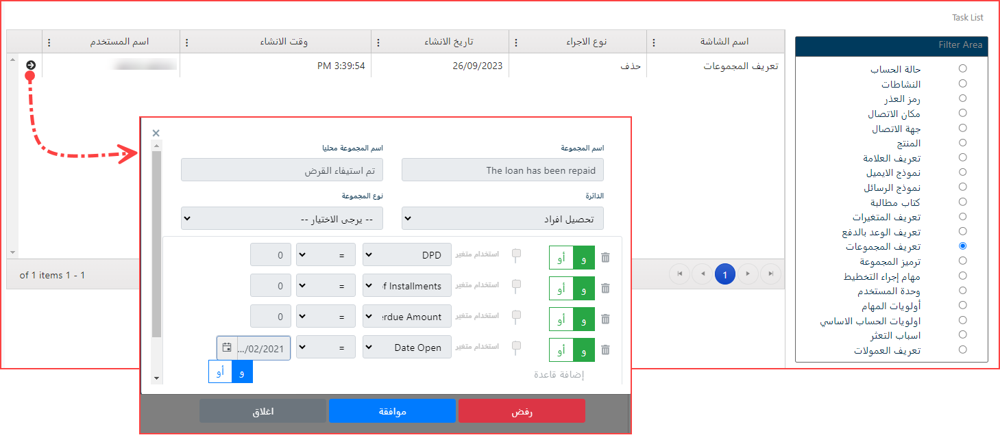 Task List
Filter Area
حالة الحساب
النشاطات
رمز العذر
مكان الاتصال
جهة الاتصال
المنتج
تعريف العلامة
نموذج الايميل
نموذج الرسائل
كتاب مطالبة
تعريف المتغيرات
تعريف الوعد بالدفع
تعريف المجموعات
ترميز المجموعة
مهام إجراء التخطيط
وحدة المستخدم
أولويات المهام
اولويات الحساب الاساسي
اسباب التعثر
تعريف العمولات
اسم الشاشة نوع الاجراء تاريخ الانشاء وقت الانشاء اسم المستخدم
تعريف المجموعات حذف 26/09/2023 3:39:54 PM
1
1 - 1 of 1 items
اسم المجموعة اسم المجموعة محليا
The loan has been repaid تم استيفاء القرض
الدائرة نوع المجموعة
تحصيل افراد -- يرجى الاختيار --
و أو استخدام متغير DPD = 0
و أو استخدام متغير of Installments = 0
و أو استخدام متغير rdue Amount = 0
و أو استخدام متغير Date Open = .../02/2021
إضافة قاعدة و أو
رفض موافقة اغلاق